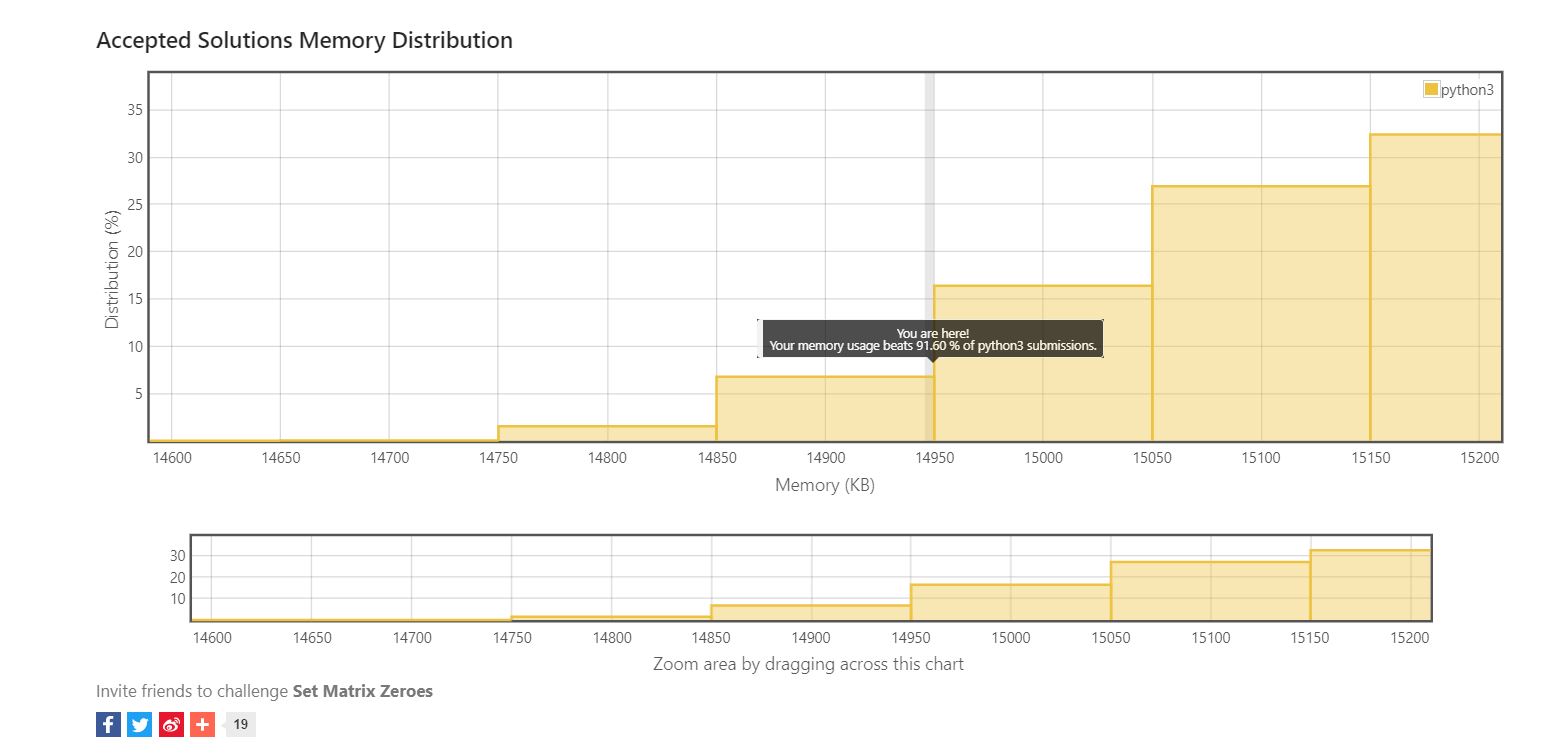 Accepted Solutions Memory Distribution
python3
35
30
25
20
15
10
5
Distribution (%)
You are here!
Your memory usage beats 91.60 % of python3 submissions.
14600 14650 14700 14750 14800 14850 14900 14950 15000 15050 15100 15150 15200
Memory (KB)
30
20
10
14600 14650 14700 14750 14800 14850 14900 14950 15000 15050 15100 15150 15200
Zoom area by dragging across this chart
Invite friends to challenge Set Matrix Zeroes
19